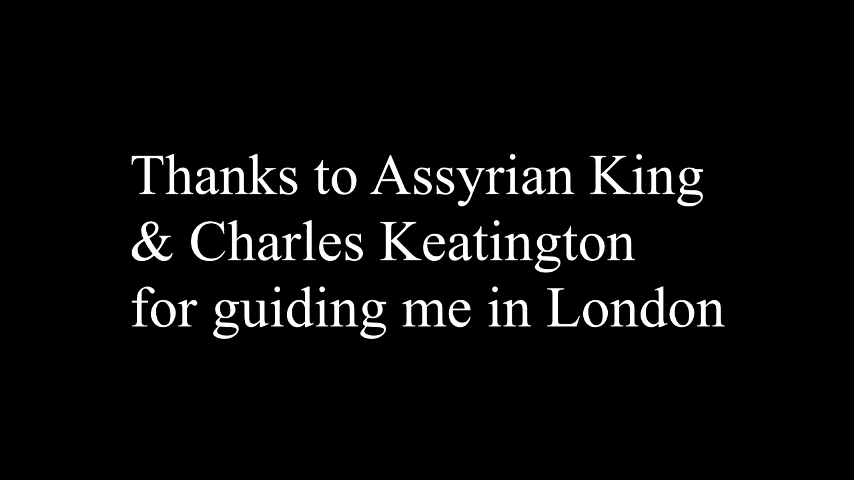 Thanks to Assyrian King
& Charles Keatington
for guiding me in London